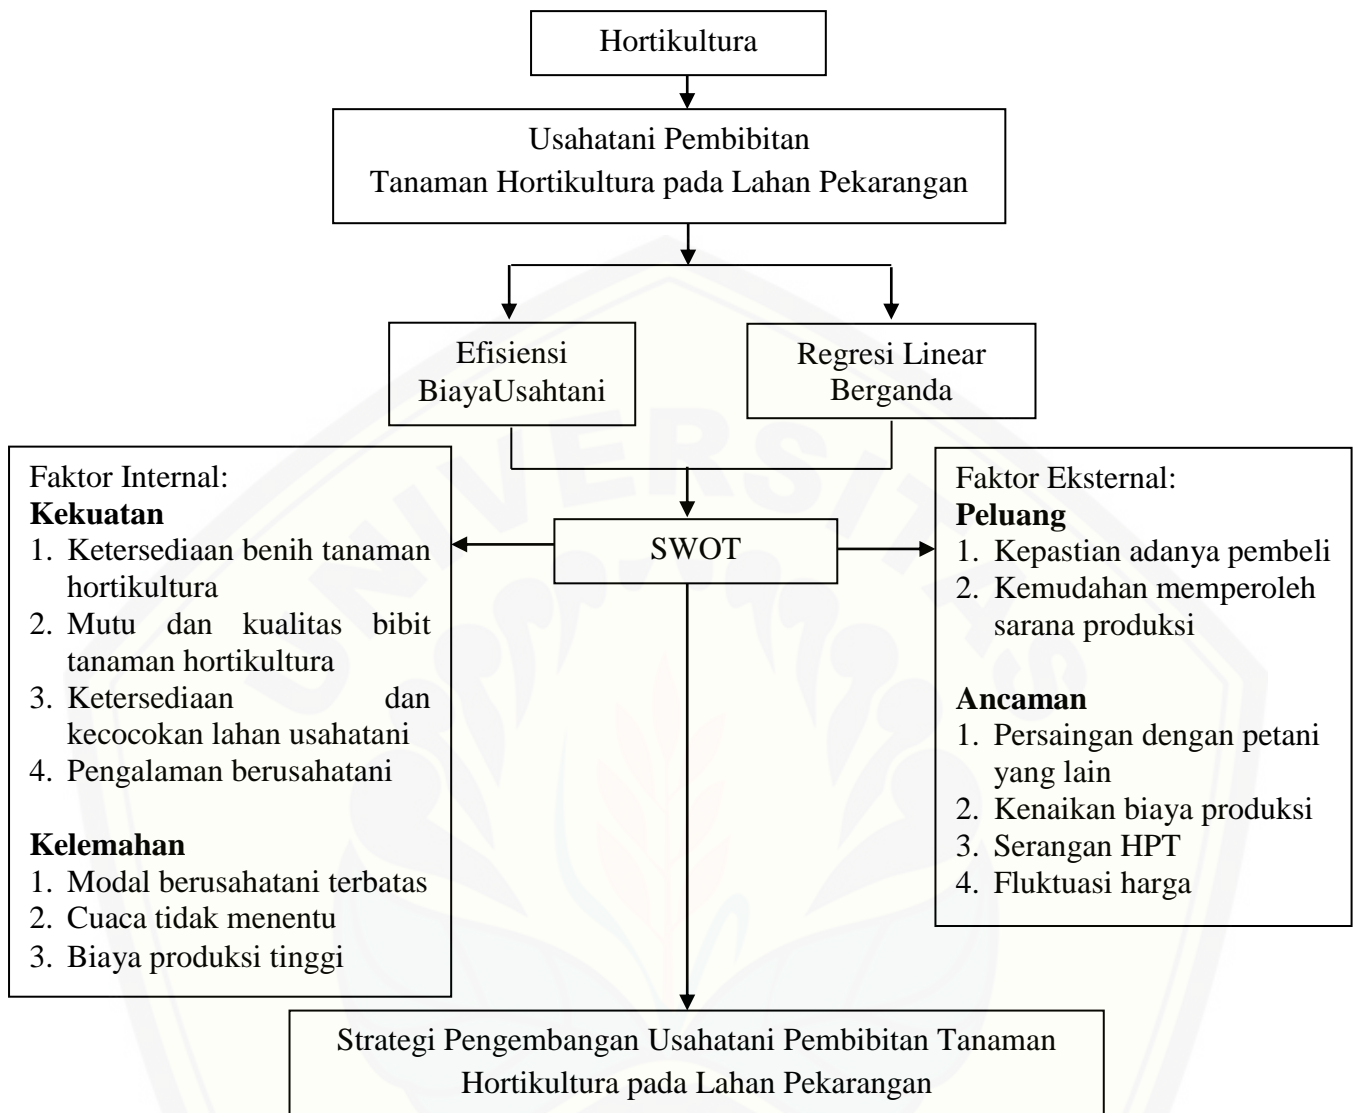 Hortikultura
Usahatani Pembibitan
Tanaman Hortikultura pada Lahan Pekarangan
Efisiensi
BiayaUsahtani
Regresi Linear
Berganda
Faktor Internal:
Kekuatan
1. Ketersediaan benih tanaman
hortikultura
2. Mutu dan kualitas bibit
tanaman hortikultura
3. Ketersediaan dan
kecocokan lahan usahatani
4. Pengalaman berusahatani
Kelemahan
1. Modal berusahatani terbatas
2. Cuaca tidak menentu
3. Biaya produksi tinggi
SWOT
Faktor Eksternal:
Peluang
1. Kepastian adanya pembeli
2. Kemudahan memperoleh
sarana produksi
Ancaman
1. Persaingan dengan petani
yang lain
2. Kenaikan biaya produksi
3. Serangan HPT
4. Fluktuasi harga
Strategi Pengembangan Usahatani Pembibitan Tanaman
Hortikultura pada Lahan Pekarangan
UNIVERSITAS